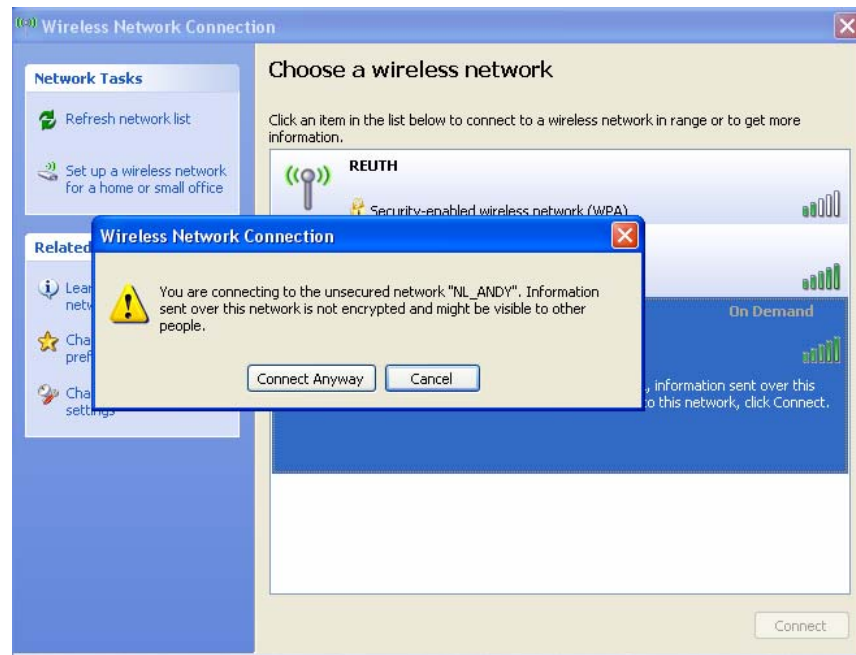 Wireless Network Connection
Network Tasks
Refresh network list
Set up a wireless network
for a home or small office
Related
Choose a wireless network
Click an item in the list below to connect to a wireless network in range or to get more
information.
REUTH
Security-enabled wireless network (WPA)
On Demand
, information sent over this
to this network, click Connect.
Wireless Network Connection
You are connecting to the unsecured network "NL_ANDY". Information
sent over this network is not encrypted and might be visible to other
people.
Connect Anyway
Cancel
settings
Connect